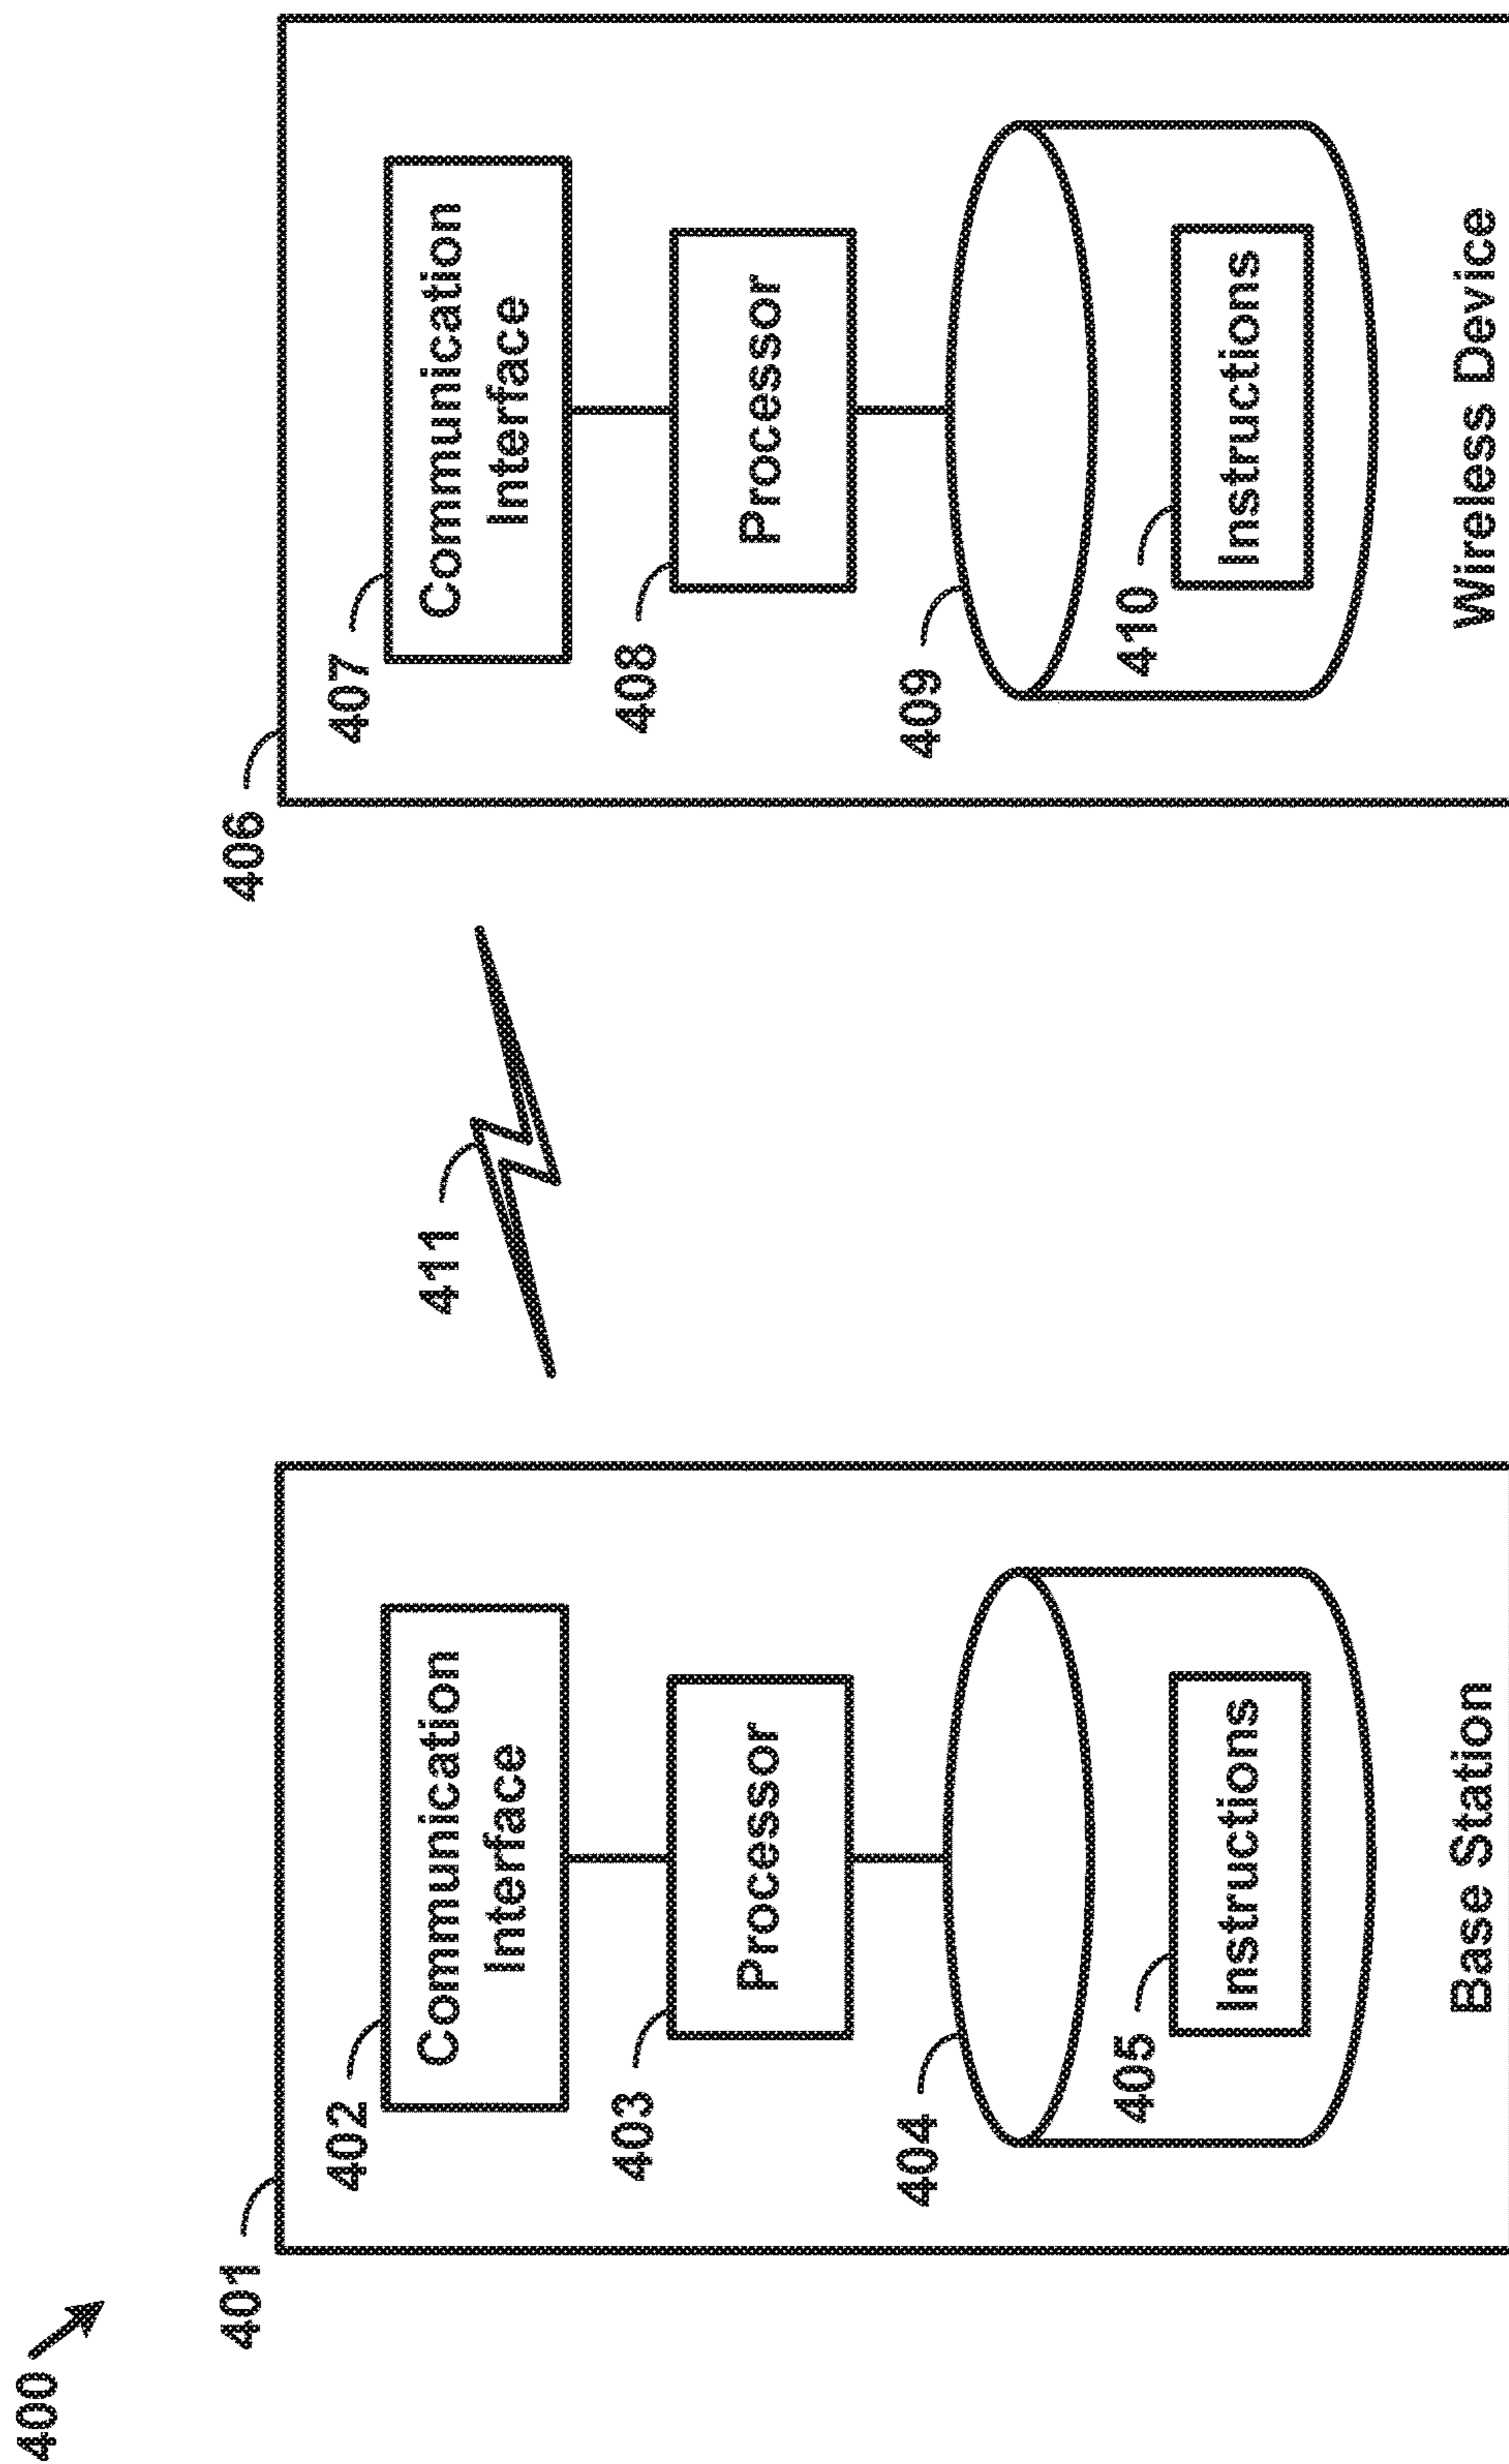 400
401
402
Communication
Interface
403
Processor
404
405
Instructions
Base Station
411
406
407
Communication
Interface
408
Processor
409
410
Instructions
Wireless Device